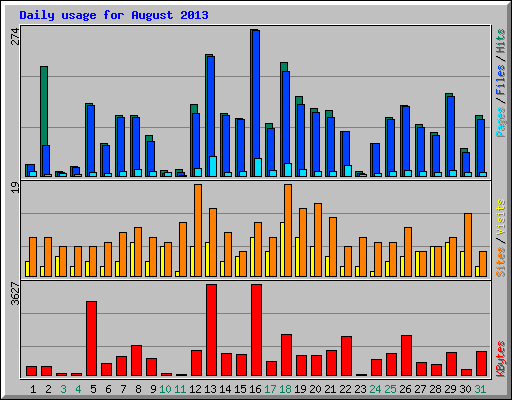 Daily usage for August 2013
274
Pages / Files / Hits
19
Sites / Visits
3627
KBytes
1 2 3 4 5 6 7 8 9 10 11 12 13 14 15 16 17 18 19 20 21 22 23 24 25 26 27 28 29 30 31